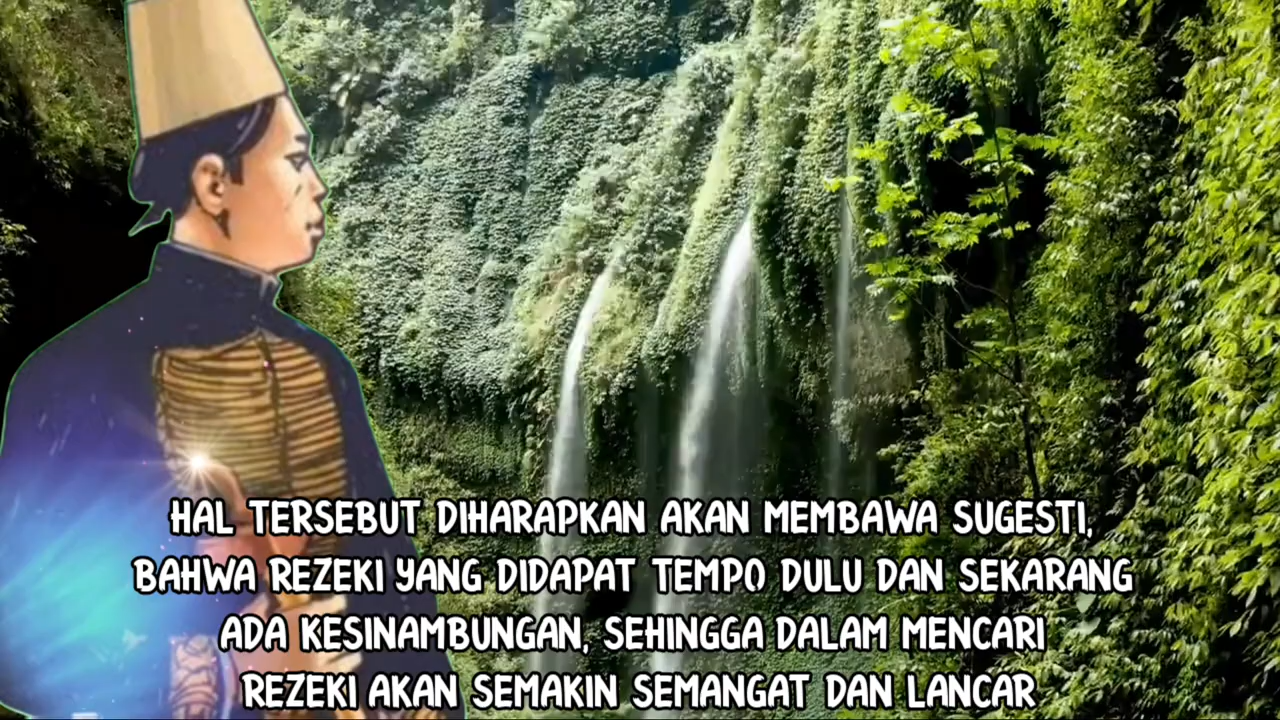 HAL TERSEBUT DIHARAPKAN AKAN MEMBAWA SUGESTI,
BAHWA REZEKI YANG DIDAPAT TEMPO DULU DAN SEKARANG
ADA KESINAMBUNGAN, SEHINGGA DALAM MENCARI
REZEKI AKAN SEMAKIN SEMANGAT DAN LANCAR